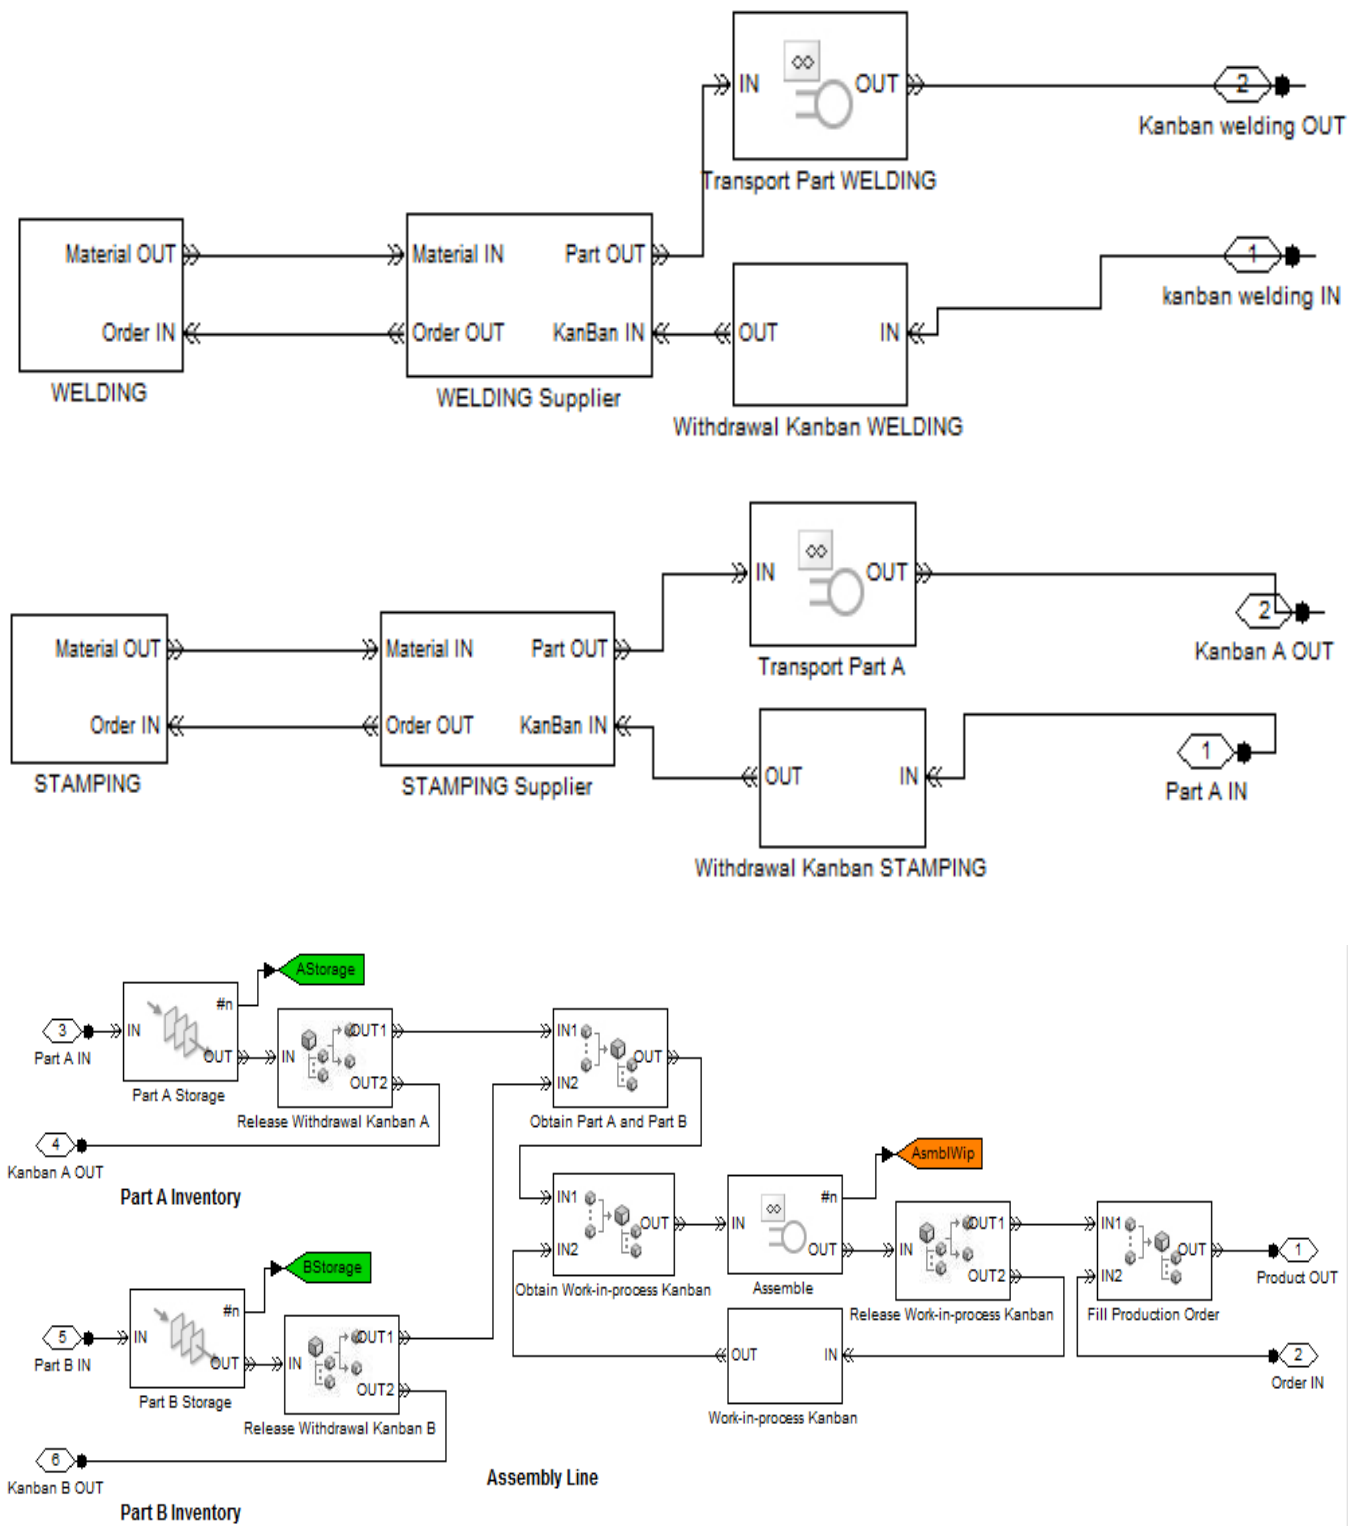 IN
OUT
2
Kanban welding OUT
Transport Part WELDING
Material OUT
Material IN
Part OUT
1
kanban welding IN
Order IN
Order OUT
KanBan IN
OUT
IN
WELDING
WELDING Supplier
Withdrawal Kanban WELDING
IN
OUT
2
Kanban A OUT
Transport Part A
Material OUT
Material IN
Part OUT
Order IN
Order OUT
KanBan IN
1
Part A IN
OUT
IN
STAMPING
STAMPING Supplier
Withdrawal Kanban STAMPING
AStorage
#n
3
IN
OUT
Part A IN
Part A Storage
IN
OUT1
OUT2
Release Withdrawal Kanban A
IN1
IN2
OUT
Obtain Part A and Part B
4
Kanban A OUT
Part A Inventory
AsmblWip
IN1
IN2
OUT
Obtain Work-in-process Kanban
IN
#n
OUT
Assemble
IN
OUT1
OUT2
Release Work-in-process Kanban
IN1
IN2
OUT
Fill Production Order
1
Product OUT
BStorage
#n
5
IN
OUT
Part B IN
Part B Storage
IN
OUT1
OUT2
Release Withdrawal Kanban B
OUT
IN
Work-in-process Kanban
2
Order IN
6
Kanban B OUT
Assembly Line
Part B Inventory